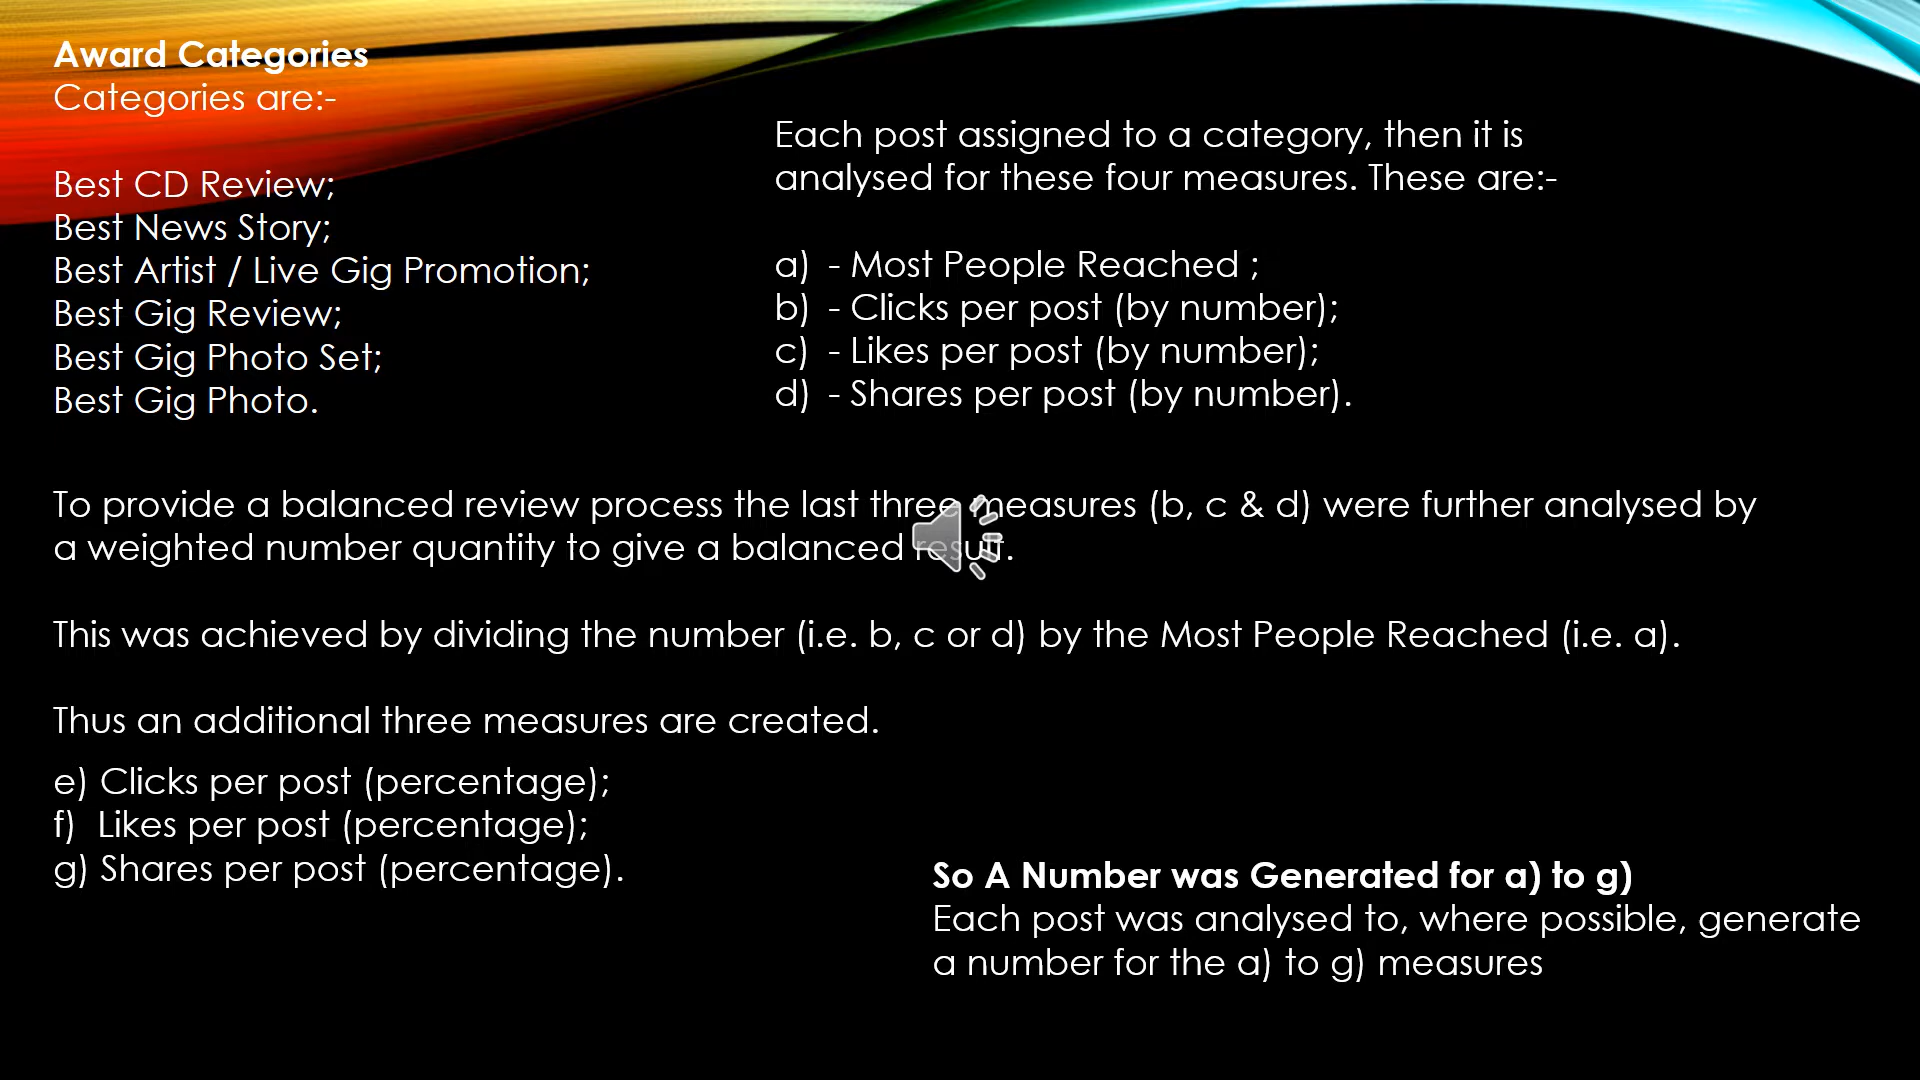 Award Categories
Categories are:-
Best CD Review;
Best News Story;
Best Artist / Live Gig Promotion;
Best Gig Review;
Best Gig Photo Set;
Best Gig Photo.
Each post assigned to a category, then it is
analysed for these four measures. These are:-
a) - Most People Reached ;
b) - Clicks per post (by number);
c) - Likes per post (by number);
d) - Shares per post (by number).
To provide a balanced review process the last three measures (b, c & d) were further analysed by
a weighted number quantity to give a balanced result.
This was achieved by dividing the number (i.e. b, c or d) by the Most People Reached (i.e. a).
Thus an additional three measures are created.
e) Clicks per post (percentage);
f) Likes per post (percentage);
g) Shares per post (percentage).
So A Number was Generated for a) to g)
Each post was analysed to, where possible, generate
a number for the a) to g) measures